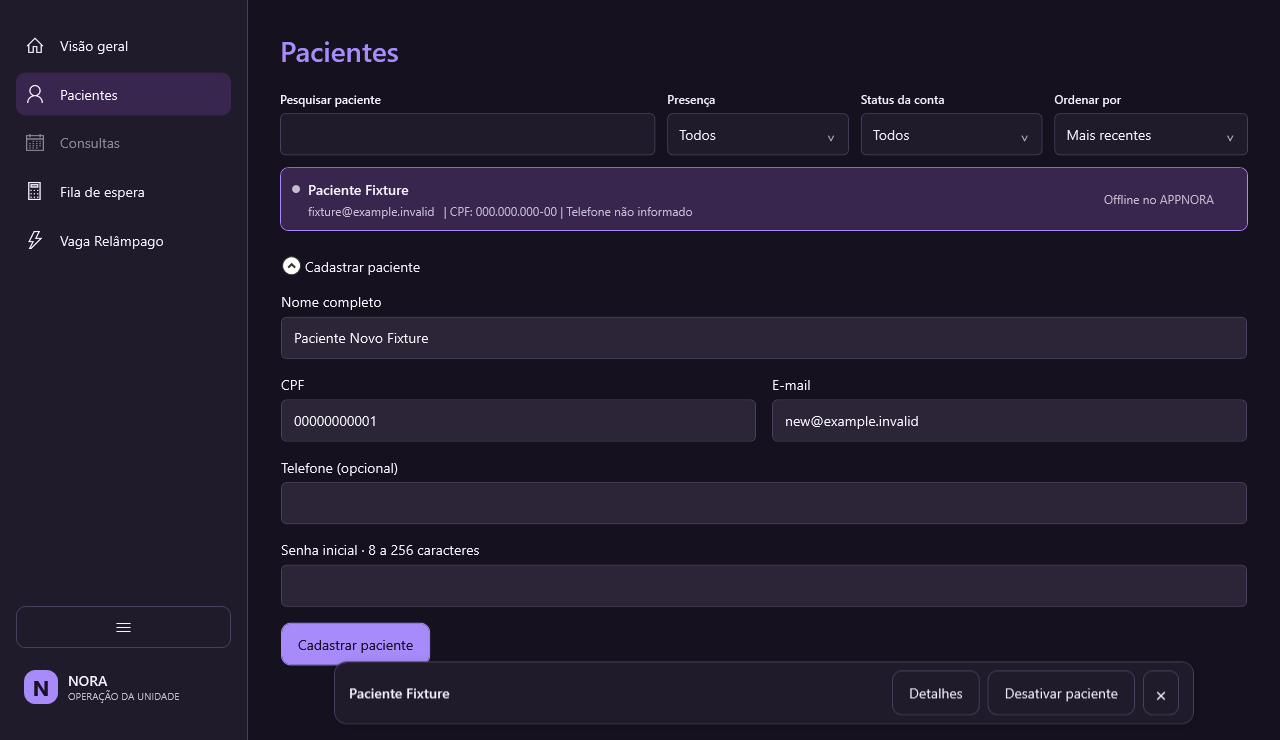 Visão geral
Pacientes
Consultas
Fila de espera
Vaga Relâmpago
N
NORA
OPERAÇÃO DA UNIDADE
Pacientes
Pesquisar paciente
Presença
Status da conta
Ordenar por
Todos
Todos
Mais recentes
Paciente Fixture
fixture@example.invalid | CPF: 000.000.000-00 | Telefone não informado
Offline no APPNORA
Cadastrar paciente
Nome completo
Paciente Novo Fixture
CPF
E-mail
00000000001
new@example.invalid
Telefone (opcional)
Senha inicial · 8 a 256 caracteres
Cadastrar paciente
Paciente Fixture
Detalhes
Desativar paciente
×